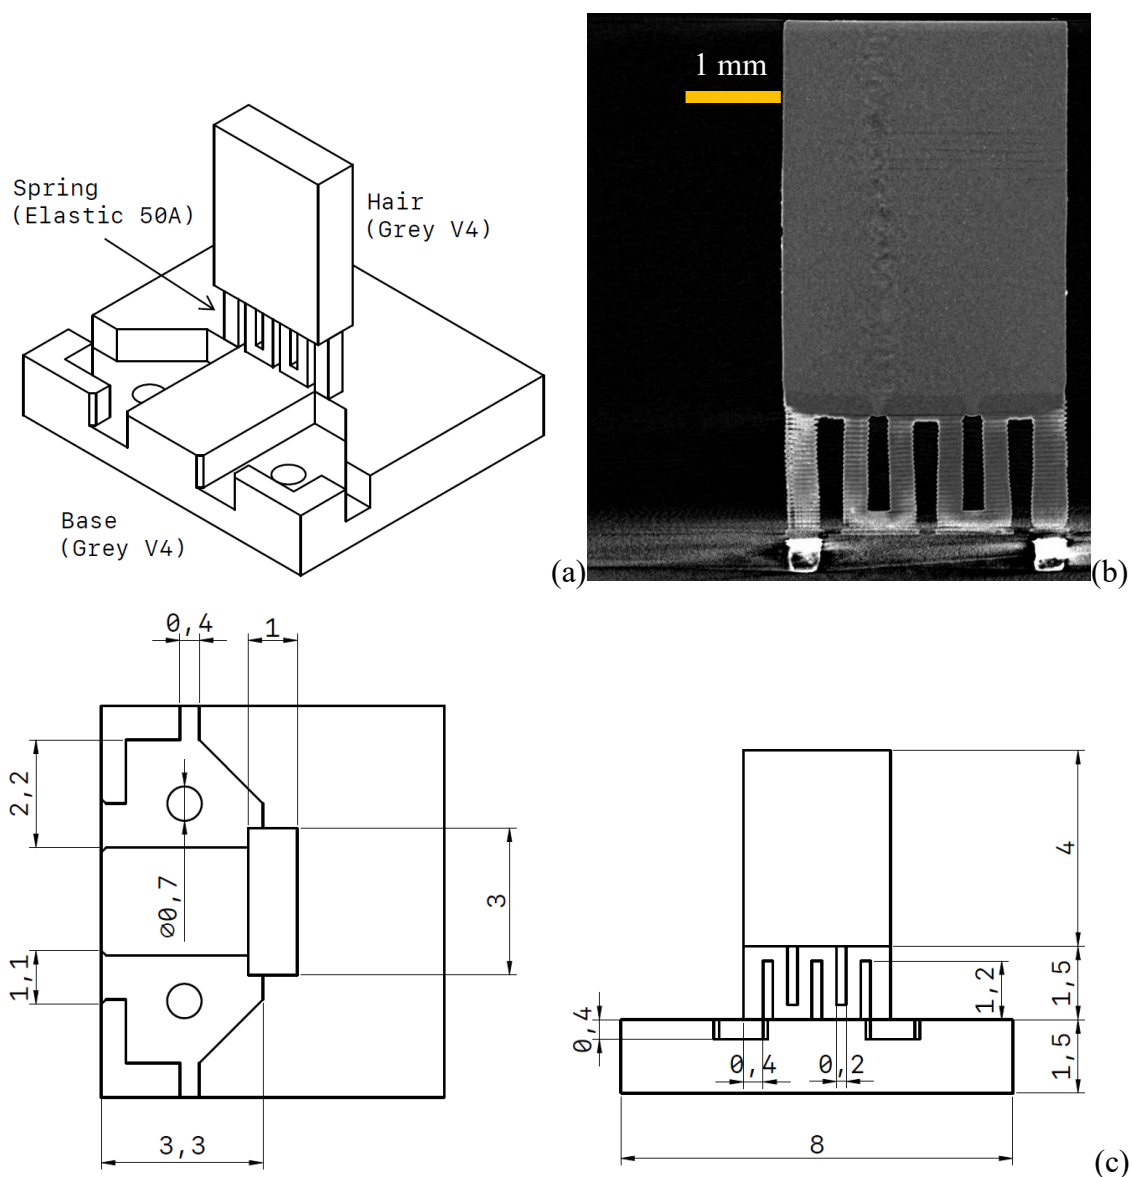 1 mm
Spring
(Elastic 50A)
Hair
(Grey V4)
Base
(Grey V4)
(a)
(b)
0,4
1
2,2
⌀0,7
3
1,1
3,3
4
1,2
1,5
0,4
0,4
0,2
1,5
8
(c)